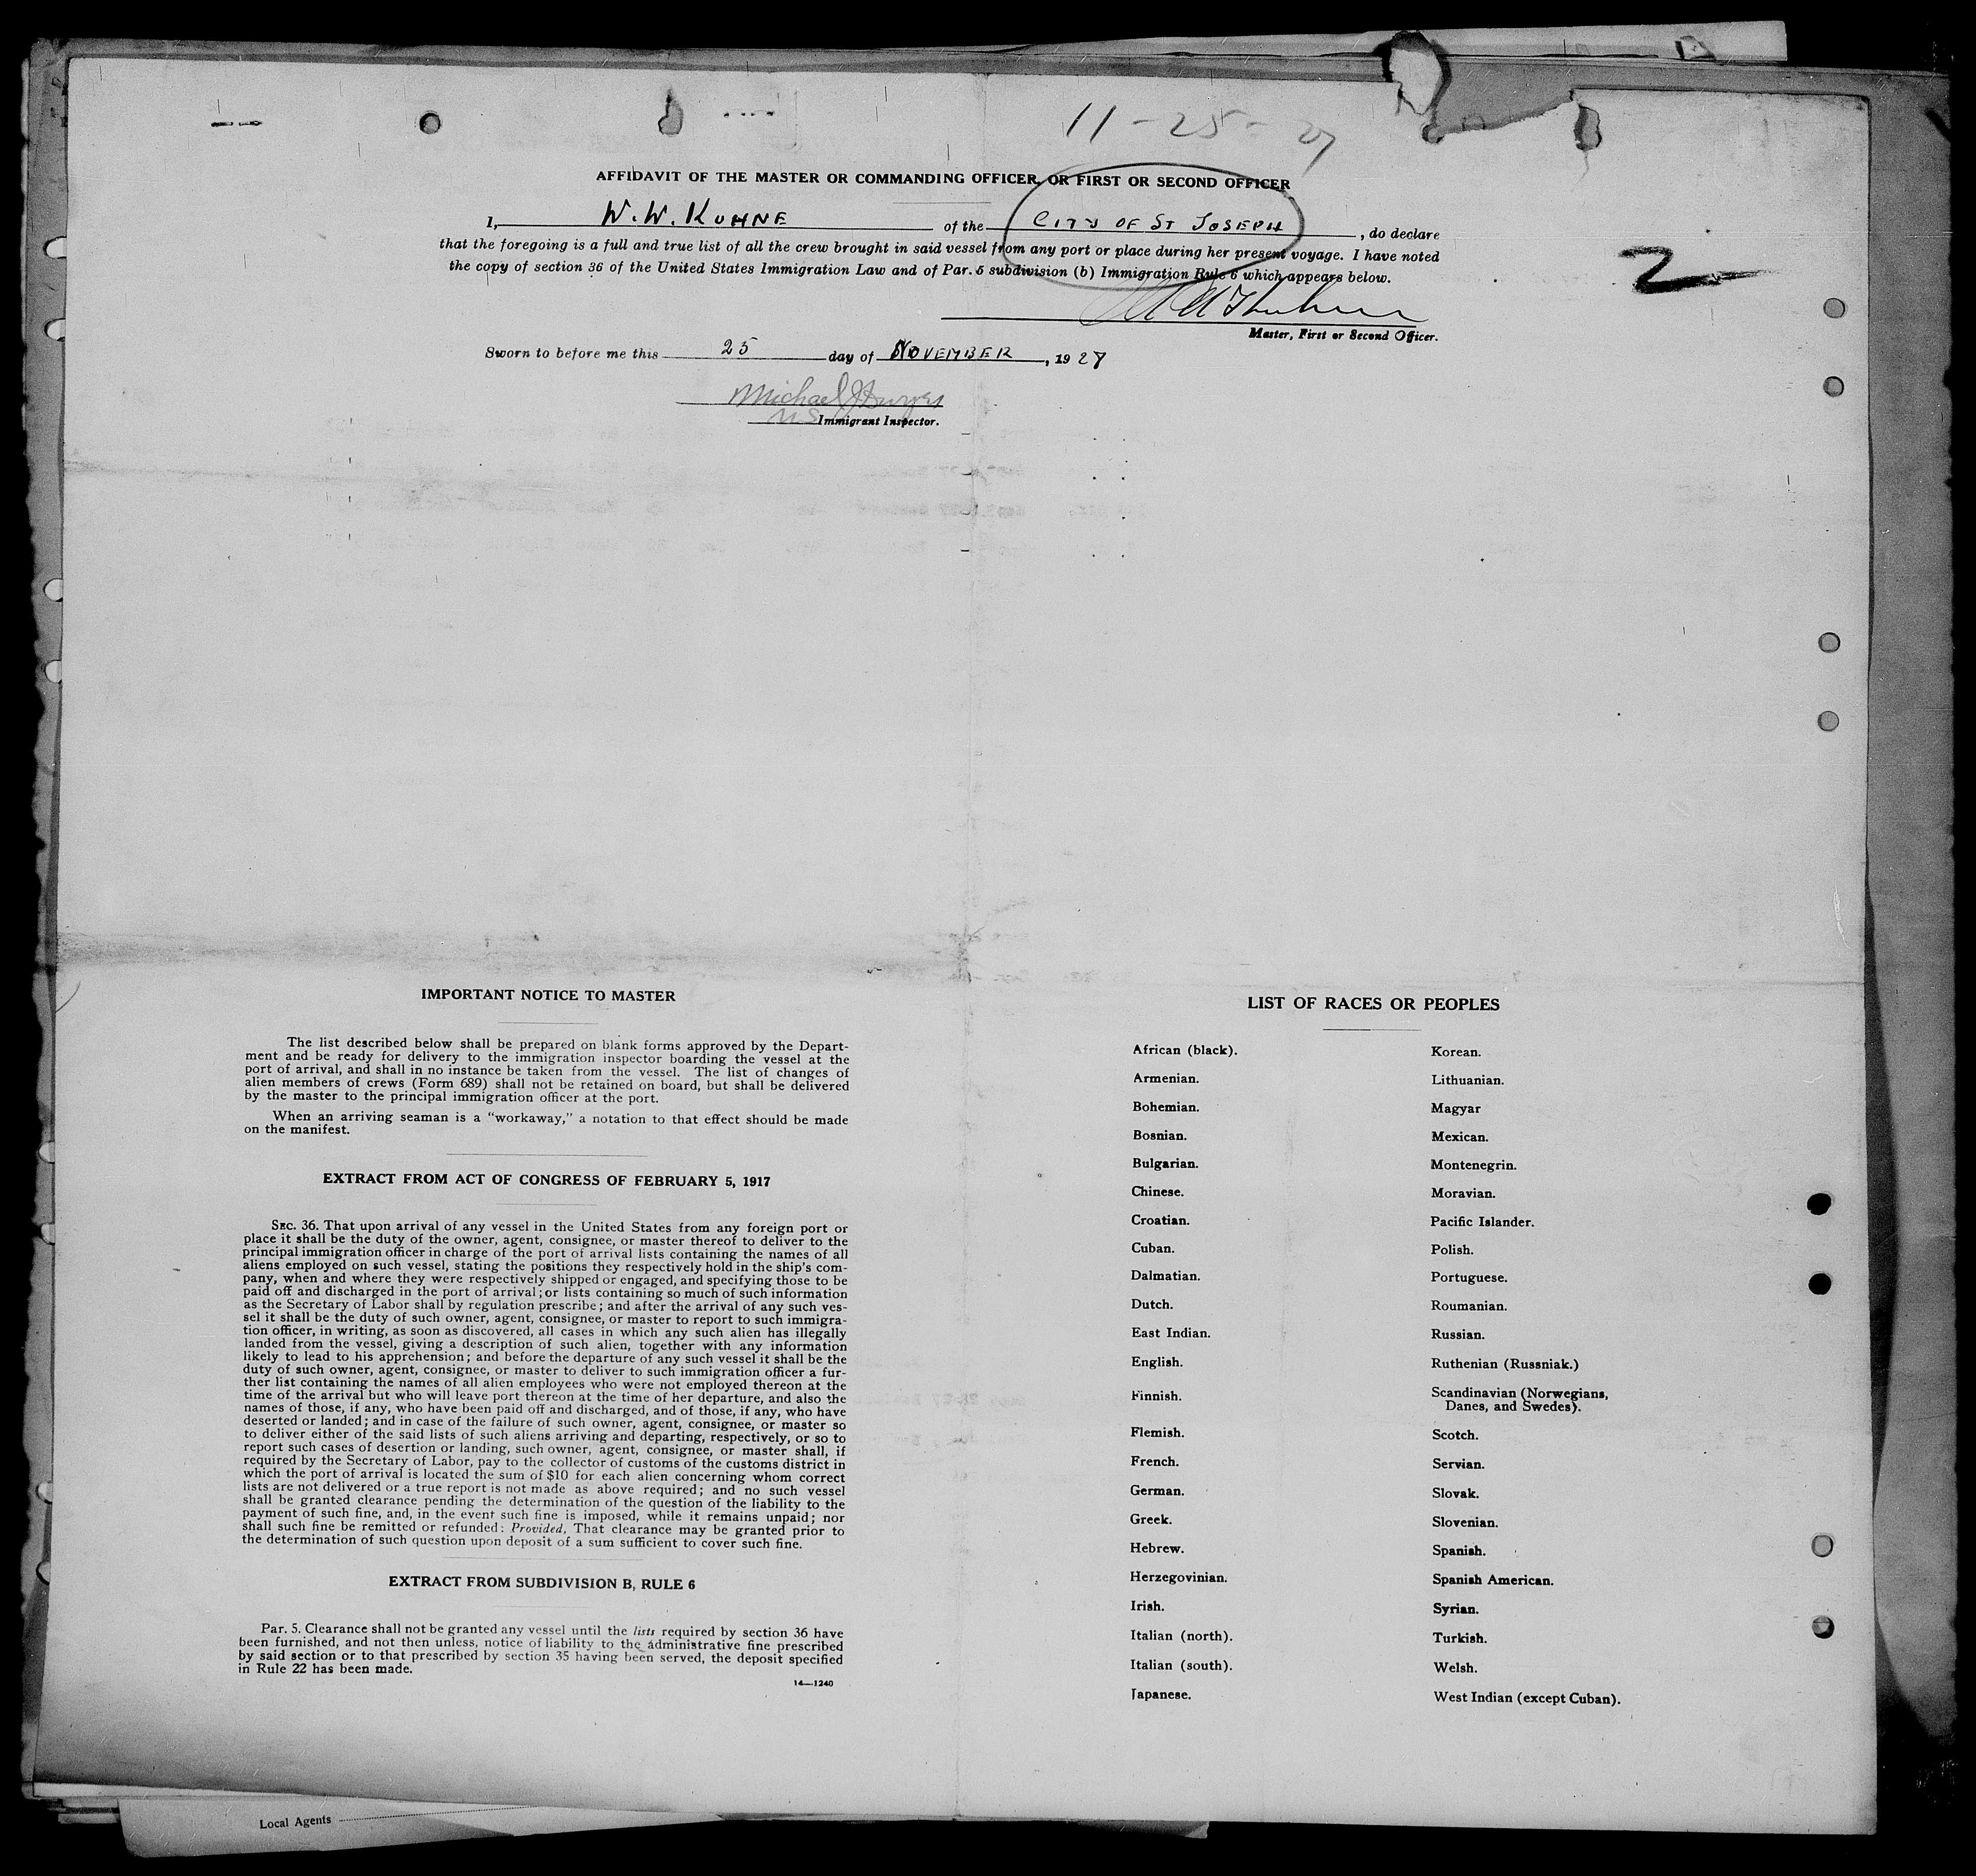 11-25-27
AFFIDAVIT OF THE MASTER OR COMMANDING OFFICER, OR FIRST OR SECOND OFFICER
I, W. W. KUHNE of the CITY OF ST JOSEPH, do declare
that the foregoing is a full and true list of all the crew brought in said vessel from any port or place during her present voyage. I have noted
the copy of section 36 of the United States Immigration Law and of Par. 5 subdivision (b) Immigration Rule 6 which appears below.
2
Master, First or Second Officer.
Sworn to before me this 25 day of NOVEMBER, 1927
Michael J
U S Immigrant Inspector.
IMPORTANT NOTICE TO MASTER
The list described below shall be prepared on blank forms approved by the Depart-
ment and be ready for delivery to the immigration inspector boarding the vessel at the
port of arrival, and shall in no instance be taken from the vessel. The list of changes of
alien members of crews (Form 689) shall not be retained on board, but shall be delivered
by the master to the principal immigration officer at the port.
When an arriving seaman is a "workaway," a notation to that effect should be made
on the manifest.
EXTRACT FROM ACT OF CONGRESS OF FEBRUARY 5, 1917
SEC. 36. That upon arrival of any vessel in the United States from any foreign port or
place it shall be the duty of the owner, agent, consignee, or master thereof to deliver to the
principal immigration officer in charge of the port of arrival lists containing the names of all
aliens employed on such vessel, stating the positions they respectively hold in the ship's com-
pany, when and where they were respectively shipped or engaged, and specifying those to be
paid off and discharged in the port of arrival; or lists containing so much of such information
as the Secretary of Labor shall by regulation prescribe; and after the arrival of any such ves-
sel it shall be the duty of such owner, agent, consignee, or master to report to such immigra-
tion officer, in writing, as soon as discovered, all cases in which any such alien has illegally
landed from the vessel, giving a description of such alien, together with any information
likely to lead to his apprehension; and before the departure of any such vessel it shall be the
duty of such owner, agent, consignee, or master to deliver to such immigration officer a fur-
ther list containing the names of all alien employees who were not employed thereon at the
time of the arrival but who will leave port thereon at the time of her departure, and also the
names of those, if any, who have been paid off and discharged, and of those, if any, who have
deserted or landed; and in case of the failure of such owner, agent, consignee, or master so
to deliver either of the said lists of such aliens arriving and departing, respectively, or so to
report such cases of desertion or landing, such owner, agent, consignee, or master shall, if
required by the Secretary of Labor, pay to the collector of customs of the customs district in
which the port of arrival is located the sum of $10 for each alien concerning whom correct
lists are not delivered or a true report is not made as above required; and no such vessel
shall be granted clearance pending the determination of the question of the liability to the
payment of such fine, and, in the event such fine is imposed, while it remains unpaid; nor
shall such fine be remitted or refunded: Provided, That clearance may be granted prior to
the determination of such question upon deposit of a sum sufficient to cover such fine.
EXTRACT FROM SUBDIVISION B, RULE 6
Par. 5. Clearance shall not be granted any vessel until the lists required by section 36 have
been furnished, and not then unless, notice of liability to the administrative fine prescribed
by said section or to that prescribed by section 35 having been served, the deposit specified
in Rule 22 has been made.
14—1240
LIST OF RACES OR PEOPLES
African (black).
Armenian.
Bohemian.
Bosnian.
Bulgarian.
Chinese.
Croatian.
Cuban.
Dalmatian.
Dutch.
East Indian.
English.
Finnish.
Flemish.
French.
German.
Greek.
Hebrew.
Herzegovinian.
Irish.
Italian (north).
Italian (south).
Japanese.
Korean.
Lithuanian.
Magyar
Mexican.
Montenegrin.
Moravian.
Pacific Islander.
Polish.
Portuguese.
Roumanian.
Russian.
Ruthenian (Russniak.)
Scandinavian (Norwegians,
Danes, and Swedes).
Scotch.
Servian.
Slovak.
Slovenian.
Spanish.
Spanish American.
Syrian.
Turkish.
Welsh.
West Indian (except Cuban).
Local Agents